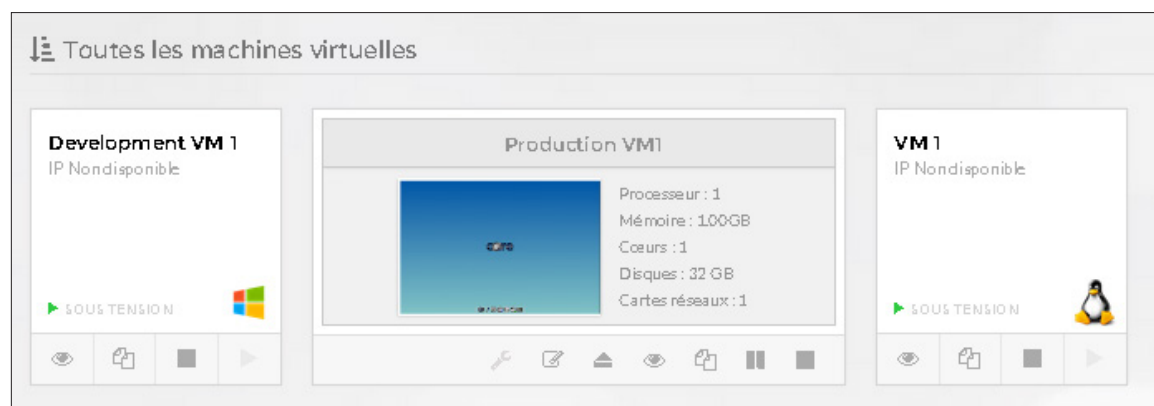 Toutes les machines virtuelles
Development VM 1
IP Nondisponible
SOUS TENSION
Production VM1
Processeur : 1
Mémoire : 1.00GB
Cœurs : 1
Disques : 32 GB
Cartes réseaux : 1
VM 1
IP Nondisponible
SOUS TENSION